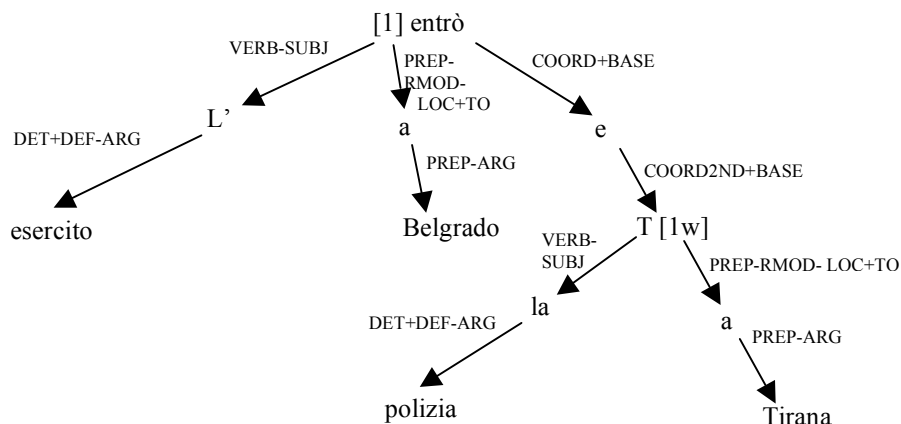 [1] entrò
VERB-SUBJ
PREP-
RMOD-
LOC+TO
COORD+BASE
L’
a
e
DET+DEF-ARG
PREP-ARG
COORD2ND+BASE
esercito
Belgrado
T [1w]
VERB-
SUBJ
PREP-RMOD- LOC+TO
la
a
DET+DEF-ARG
PREP-ARG
polizia
Tirana